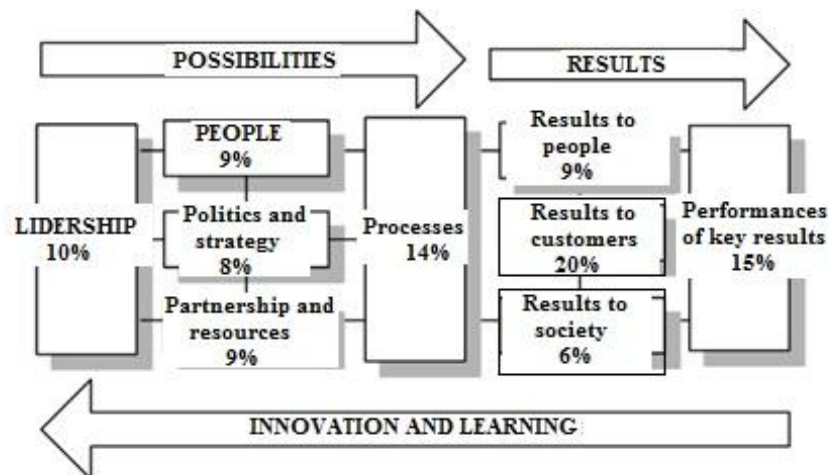 POSSIBILITIES
RESULTS
LIDERSHIP
10%
PEOPLE
9%
Politics and
strategy
8%
Partnership and
resources
9%
Processes
14%
Results to
people
9%
Results to
customers
20%
Results to
society
6%
Performances
of key results
15%
INNOVATION AND LEARNING